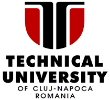 TECHNICAL
UNIVERSITY
OF CLUJ-NAPOCA
ROMANIA